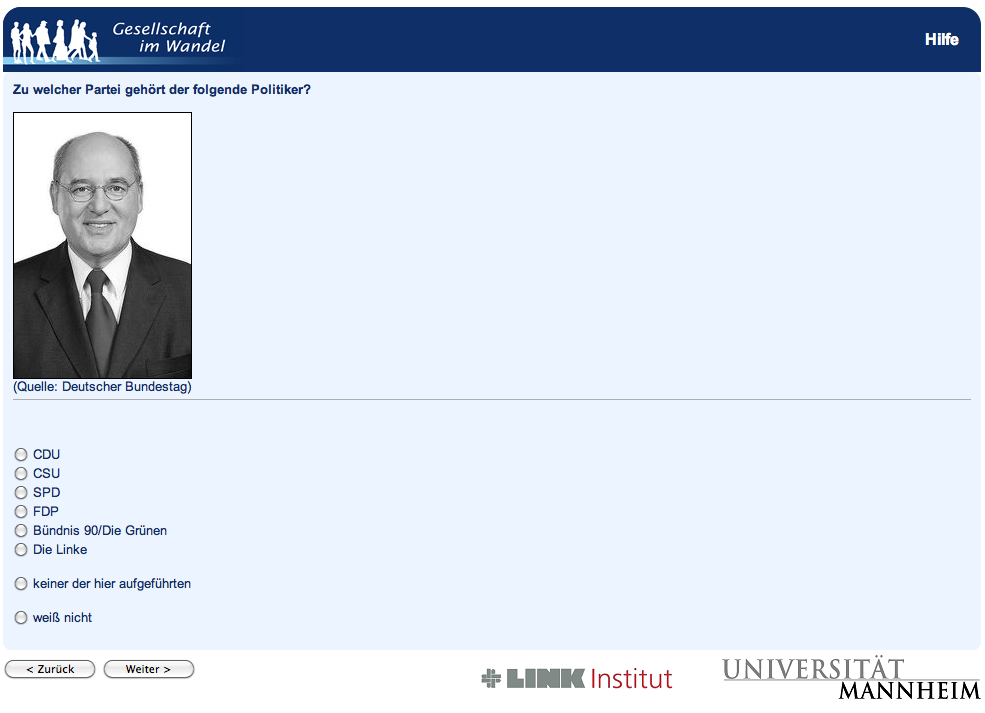 Gesellschaft
im Wandel
Hilfe
Zu welcher Partei gehört der folgende Politiker?
(Quelle: Deutscher Bundestag)
CDU
CSU
SPD
FDP
Bündnis 90/Die Grünen
Die Linke
keiner der hier aufgeführten
weiß nicht
< Zurück
Weiter >
LINK Institut
UNIVERSITÄT
MANNHEIM